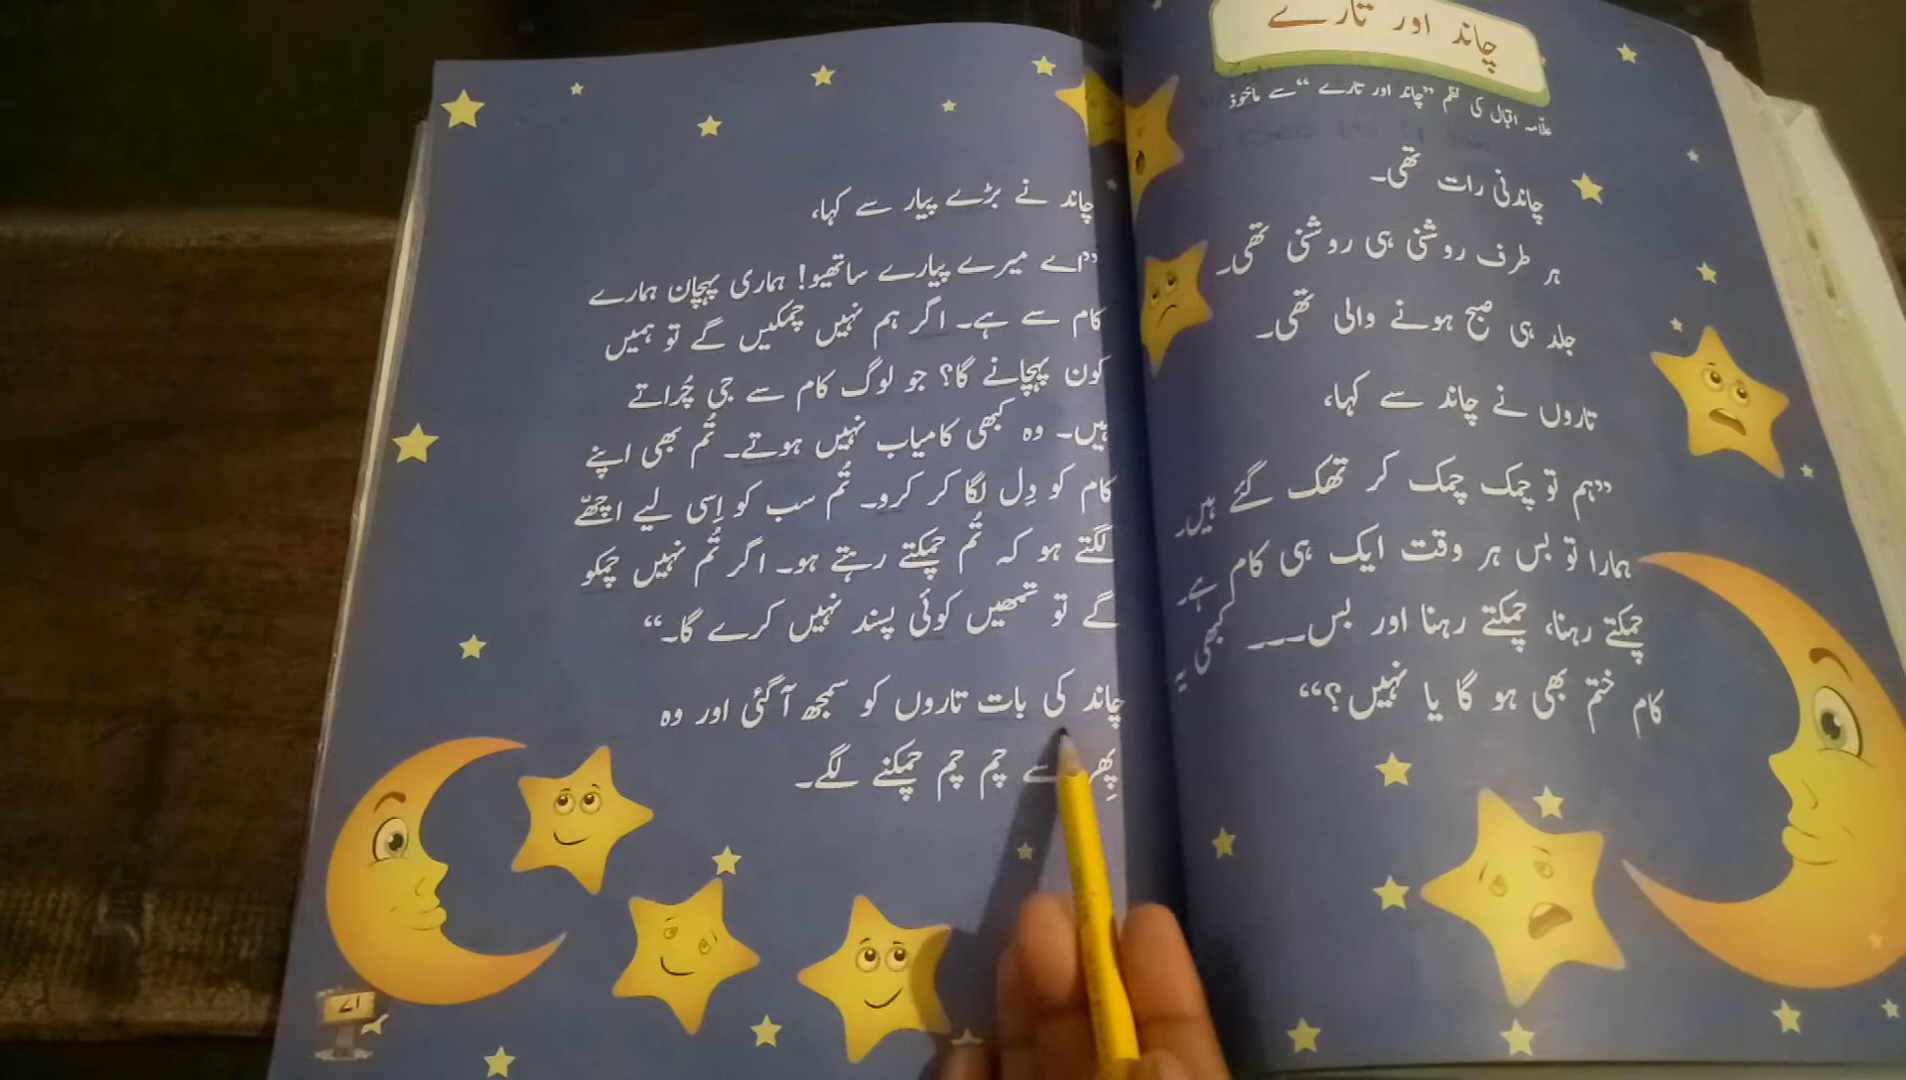 چاند اور تارے
علّامہ اقبال کی نظم ”چاند اور تارے“ سے ماخوذ
چاندنی رات تھی۔
ہر طرف روشنی ہی روشنی تھی۔
جلد ہی صبح ہونے والی تھی۔
تاروں نے چاند سے کہا،
”ہم تو چمک چمک کر تھک گئے ہیں۔
ہمارا تو بس ہر وقت ایک ہی کام ہے۔
چمکتے رہنا، چمکتے رہنا اور بس۔۔۔ کبھی یہ
کام ختم بھی ہو گا یا نہیں؟“
چاند نے بڑے پیار سے کہا،
”اے میرے پیارے ساتھیو! ہماری پہچان ہمارے
کام سے ہے۔ اگر ہم نہیں چمکیں گے تو ہمیں
کون پہچانے گا؟ جو لوگ کام سے جی چُراتے
ہیں۔ وہ کبھی کامیاب نہیں ہوتے۔ تُم بھی اپنے
کام کو دِل لگا کر کرو۔ تُم سب کو اِسی لیے اچھّے
لگتے ہو کہ تُم چمکتے رہتے ہو۔ اگر تُم نہیں چمکو
گے تو تمھیں کوئی پسند نہیں کرے گا۔“
چاند کی بات تاروں کو سمجھ آ گئی اور وہ
پِھر سے چم چم چمکنے لگے۔